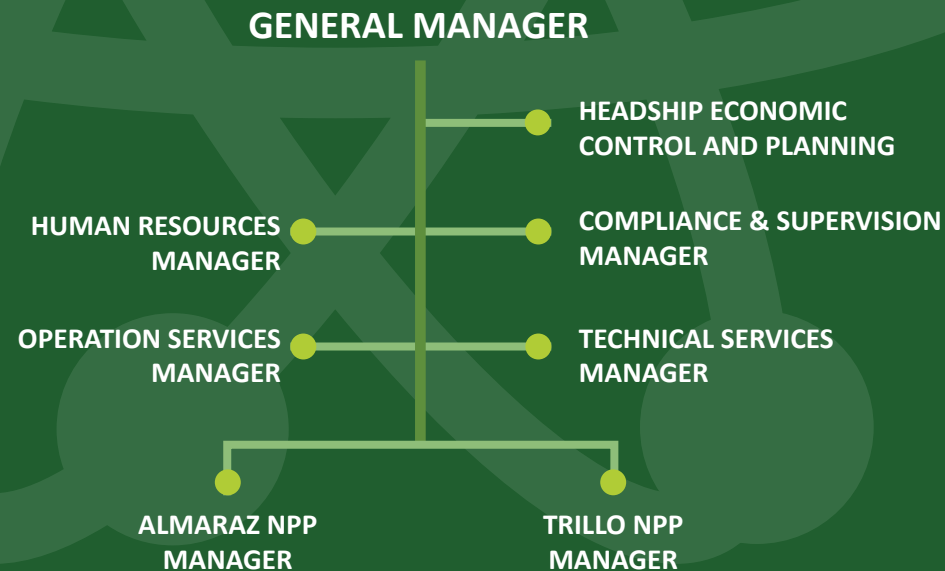 GENERAL MANAGER
HEADSHIP ECONOMIC
CONTROL AND PLANNING
HUMAN RESOURCES
MANAGER
COMPLIANCE & SUPERVISION
MANAGER
OPERATION SERVICES
MANAGER
TECHNICAL SERVICES
MANAGER
ALMARAZ NPP
MANAGER
TRILLO NPP
MANAGER